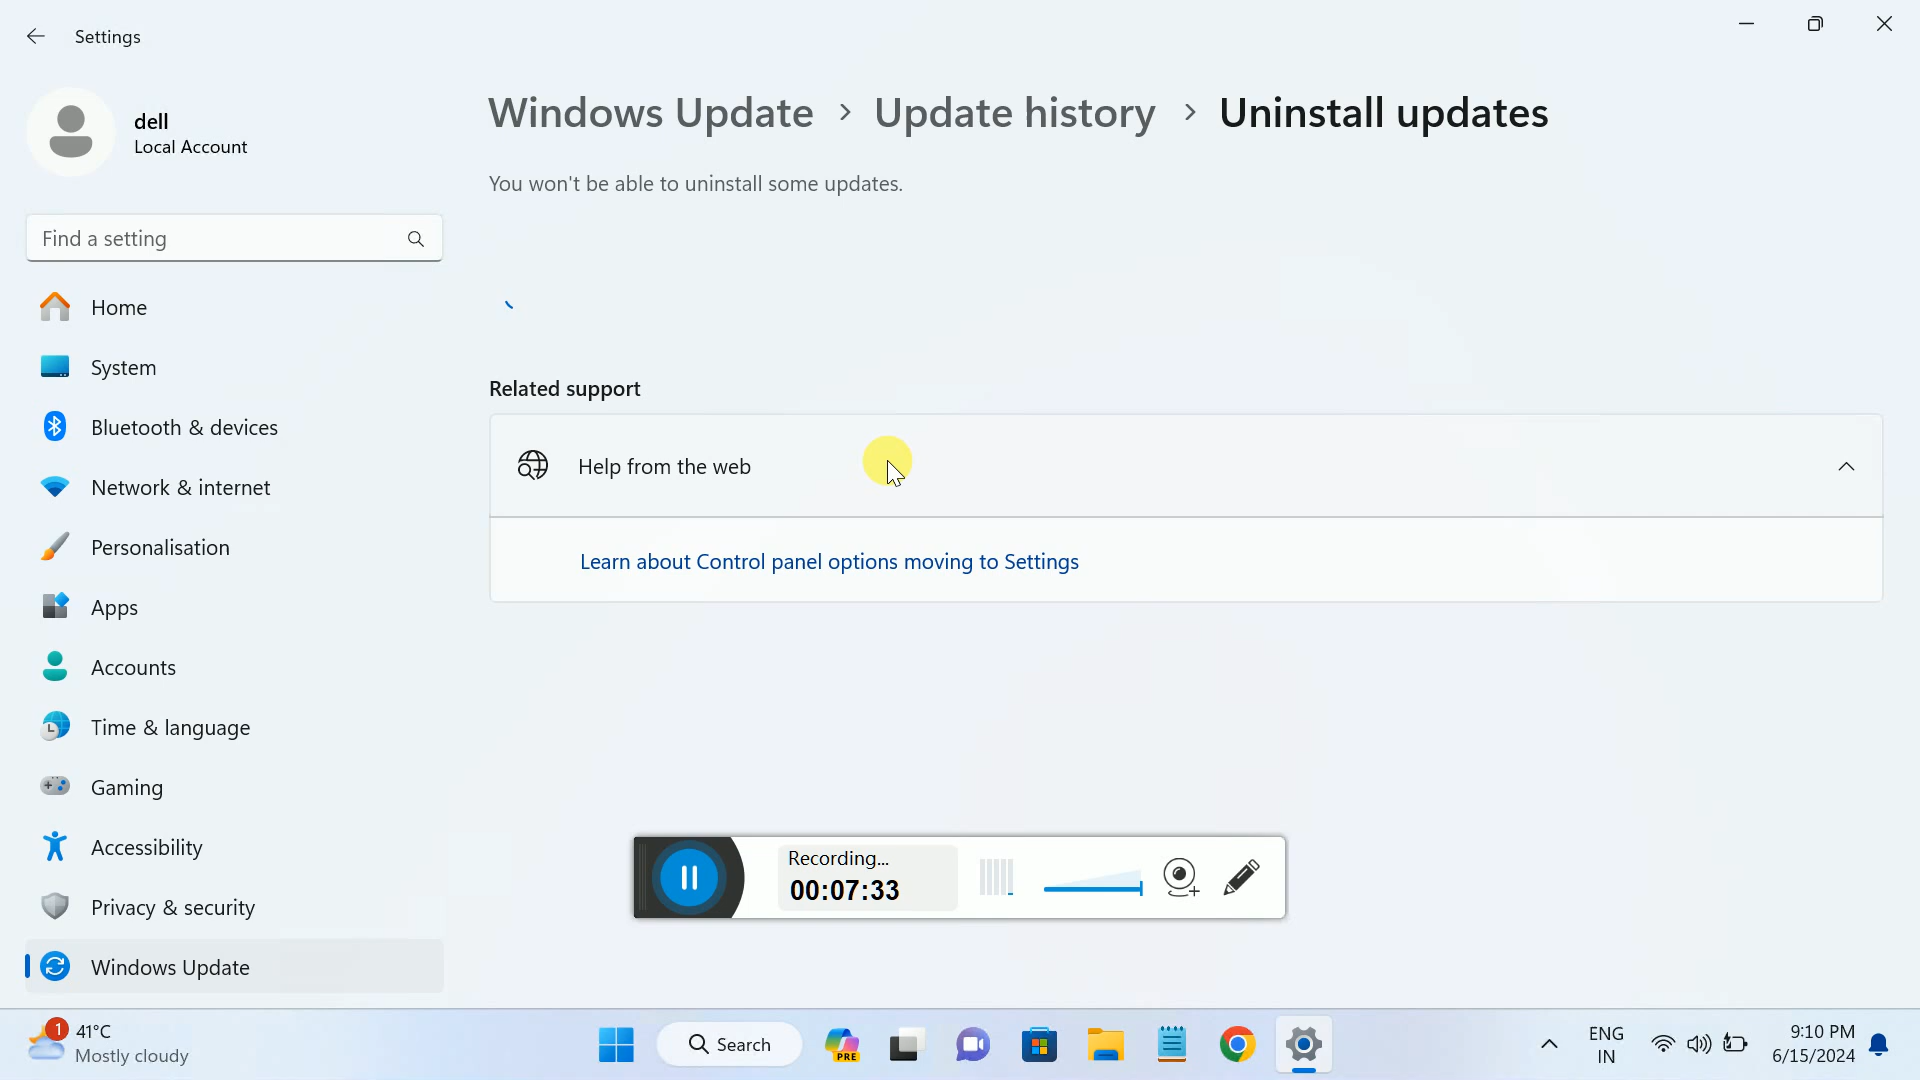 Settings
dell
Local Account
Find a setting
Home
System
Bluetooth & devices
Network & internet
Personalisation
Apps
Accounts
Time & language
Gaming
Accessibility
Privacy & security
Windows Update
Windows Update > Update history > Uninstall updates
You won't be able to uninstall some updates.
Related support
Help from the web
Learn about Control panel options moving to Settings
Recording...
00:07:33
1
41°C
Mostly cloudy
Search
PRE
ENG
IN
9:10 PM
6/15/2024